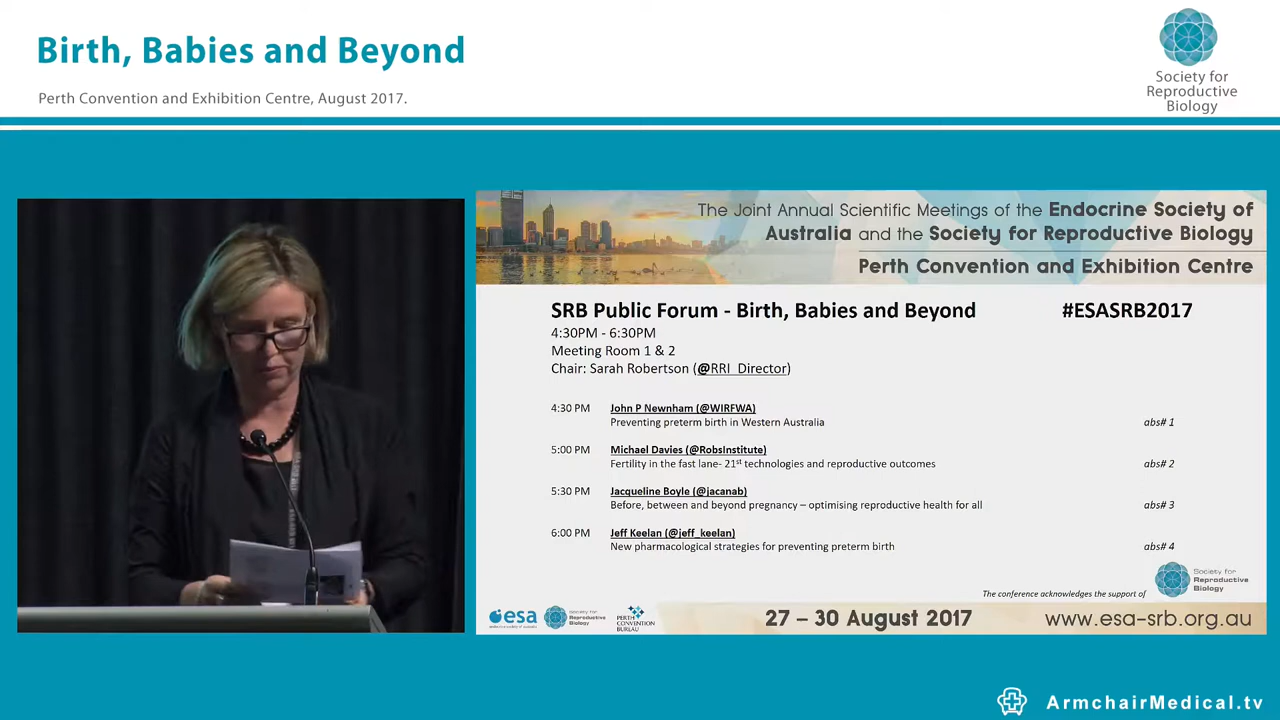 Birth, Babies and Beyond
Perth Convention and Exhibition Centre, August 2017.
Society for
Reproductive
Biology
The Joint Annual Scientific Meetings of the Endocrine Society of
Australia and the Society for Reproductive Biology
Perth Convention and Exhibition Centre
SRB Public Forum - Birth, Babies and Beyond #ESASRB2017
4:30PM - 6:30PM
Meeting Room 1 & 2
Chair: Sarah Robertson (@RRI_Director)
4:30 PM John P Newnham (@WIRFWA)
Preventing preterm birth in Western Australia abs# 1
5:00 PM Michael Davies (@RobsInstitute)
Fertility in the fast lane- 21st technologies and reproductive outcomes abs# 2
5:30 PM Jacqueline Boyle (@jacanab)
Before, between and beyond pregnancy – optimising reproductive health for all abs# 3
6:00 PM Jeff Keelan (@jeff_keelan)
New pharmacological strategies for preventing preterm birth abs# 4
The conference acknowledges the support of
Society for
Reproductive
Biology
esa
Society for
Reproductive
Biology
PERTH
CONVENTION
BUREAU
27 – 30 August 2017
www.esa-srb.org.au
ArmchairMedical.tv